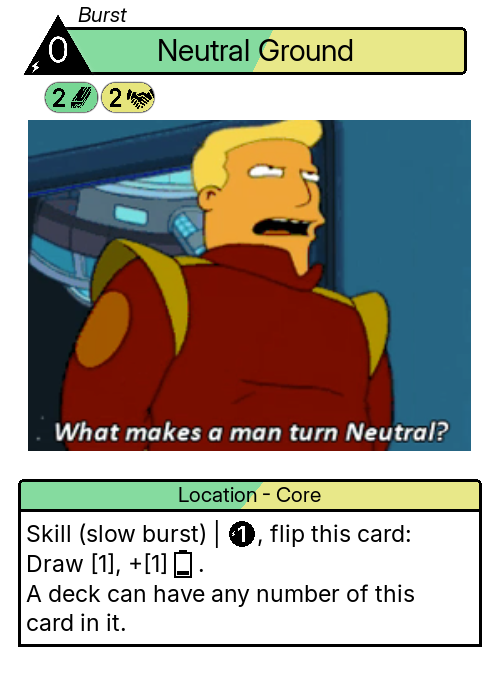 Burst
0
Neutral Ground
2 2
What makes a man turn Neutral?
Location - Core
Skill (slow burst) | 1, flip this card:
Draw [1], +[1] .
A deck can have any number of this
card in it.